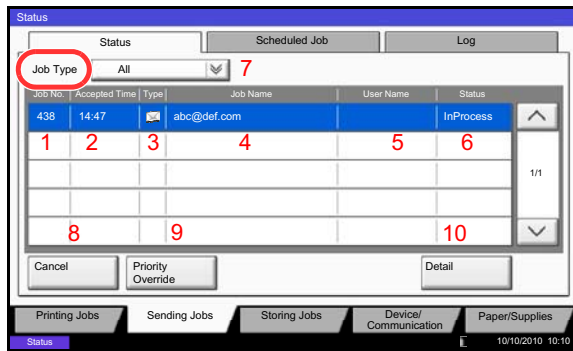 Status
Status Scheduled Job Log
Job Type All 7
Job No. Accepted Time Type Job Name User Name Status
438 14:47 abc@def.com InProcess
1 2 3 4 5 6
1/1
8 9 10
Cancel Priority Override Detail
Printing Jobs Sending Jobs Storing Jobs Device/ Communication Paper/Supplies
Status 10/10/2010 10:10